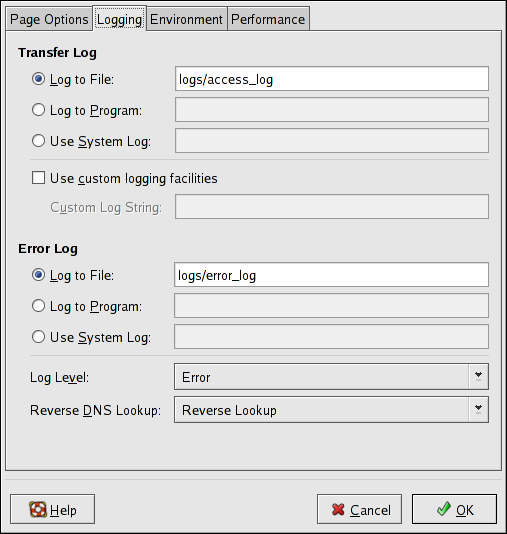 Page Options Logging Environment Performance
Transfer Log
Log to File: logs/access_log
Log to Program:
Use System Log:
Use custom logging facilities
Custom Log String:
Error Log
Log to File: logs/error_log
Log to Program:
Use System Log:
Log Level: Error
Reverse DNS Lookup: Reverse Lookup
Help Cancel OK